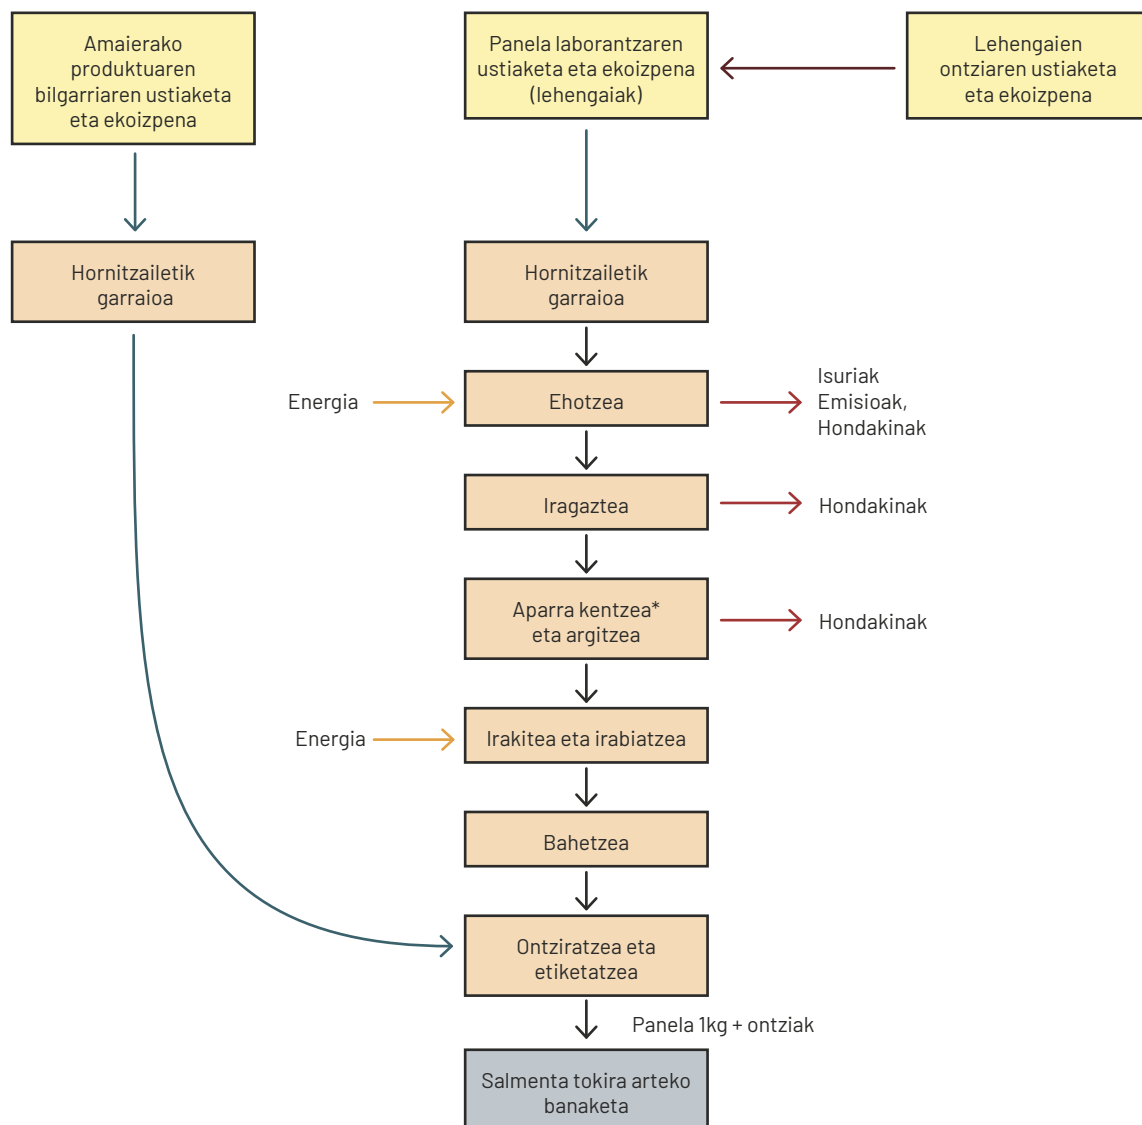 Amaierako
produktuaren
bilgarriaren ustiaketa
eta ekoizpena
Panela laborantzaren
ustiaketa eta ekoizpena
(lehengaiak)
Lehengaien
ontziaren ustiaketa
eta ekoizpena
Hornitzailetik
garraioa
Hornitzailetik
garraioa
Energia
Ehotzea
Isuriak
Emisioak,
Hondakinak
Iragaztea
Hondakinak
Aparra kentzea*
eta argitzea
Hondakinak
Energia
Irakitea eta irabiatzea
Bahetzea
Ontziratzea eta
etiketatzea
Panela 1kg + ontziak
Salmenta tokira arteko
banaketa